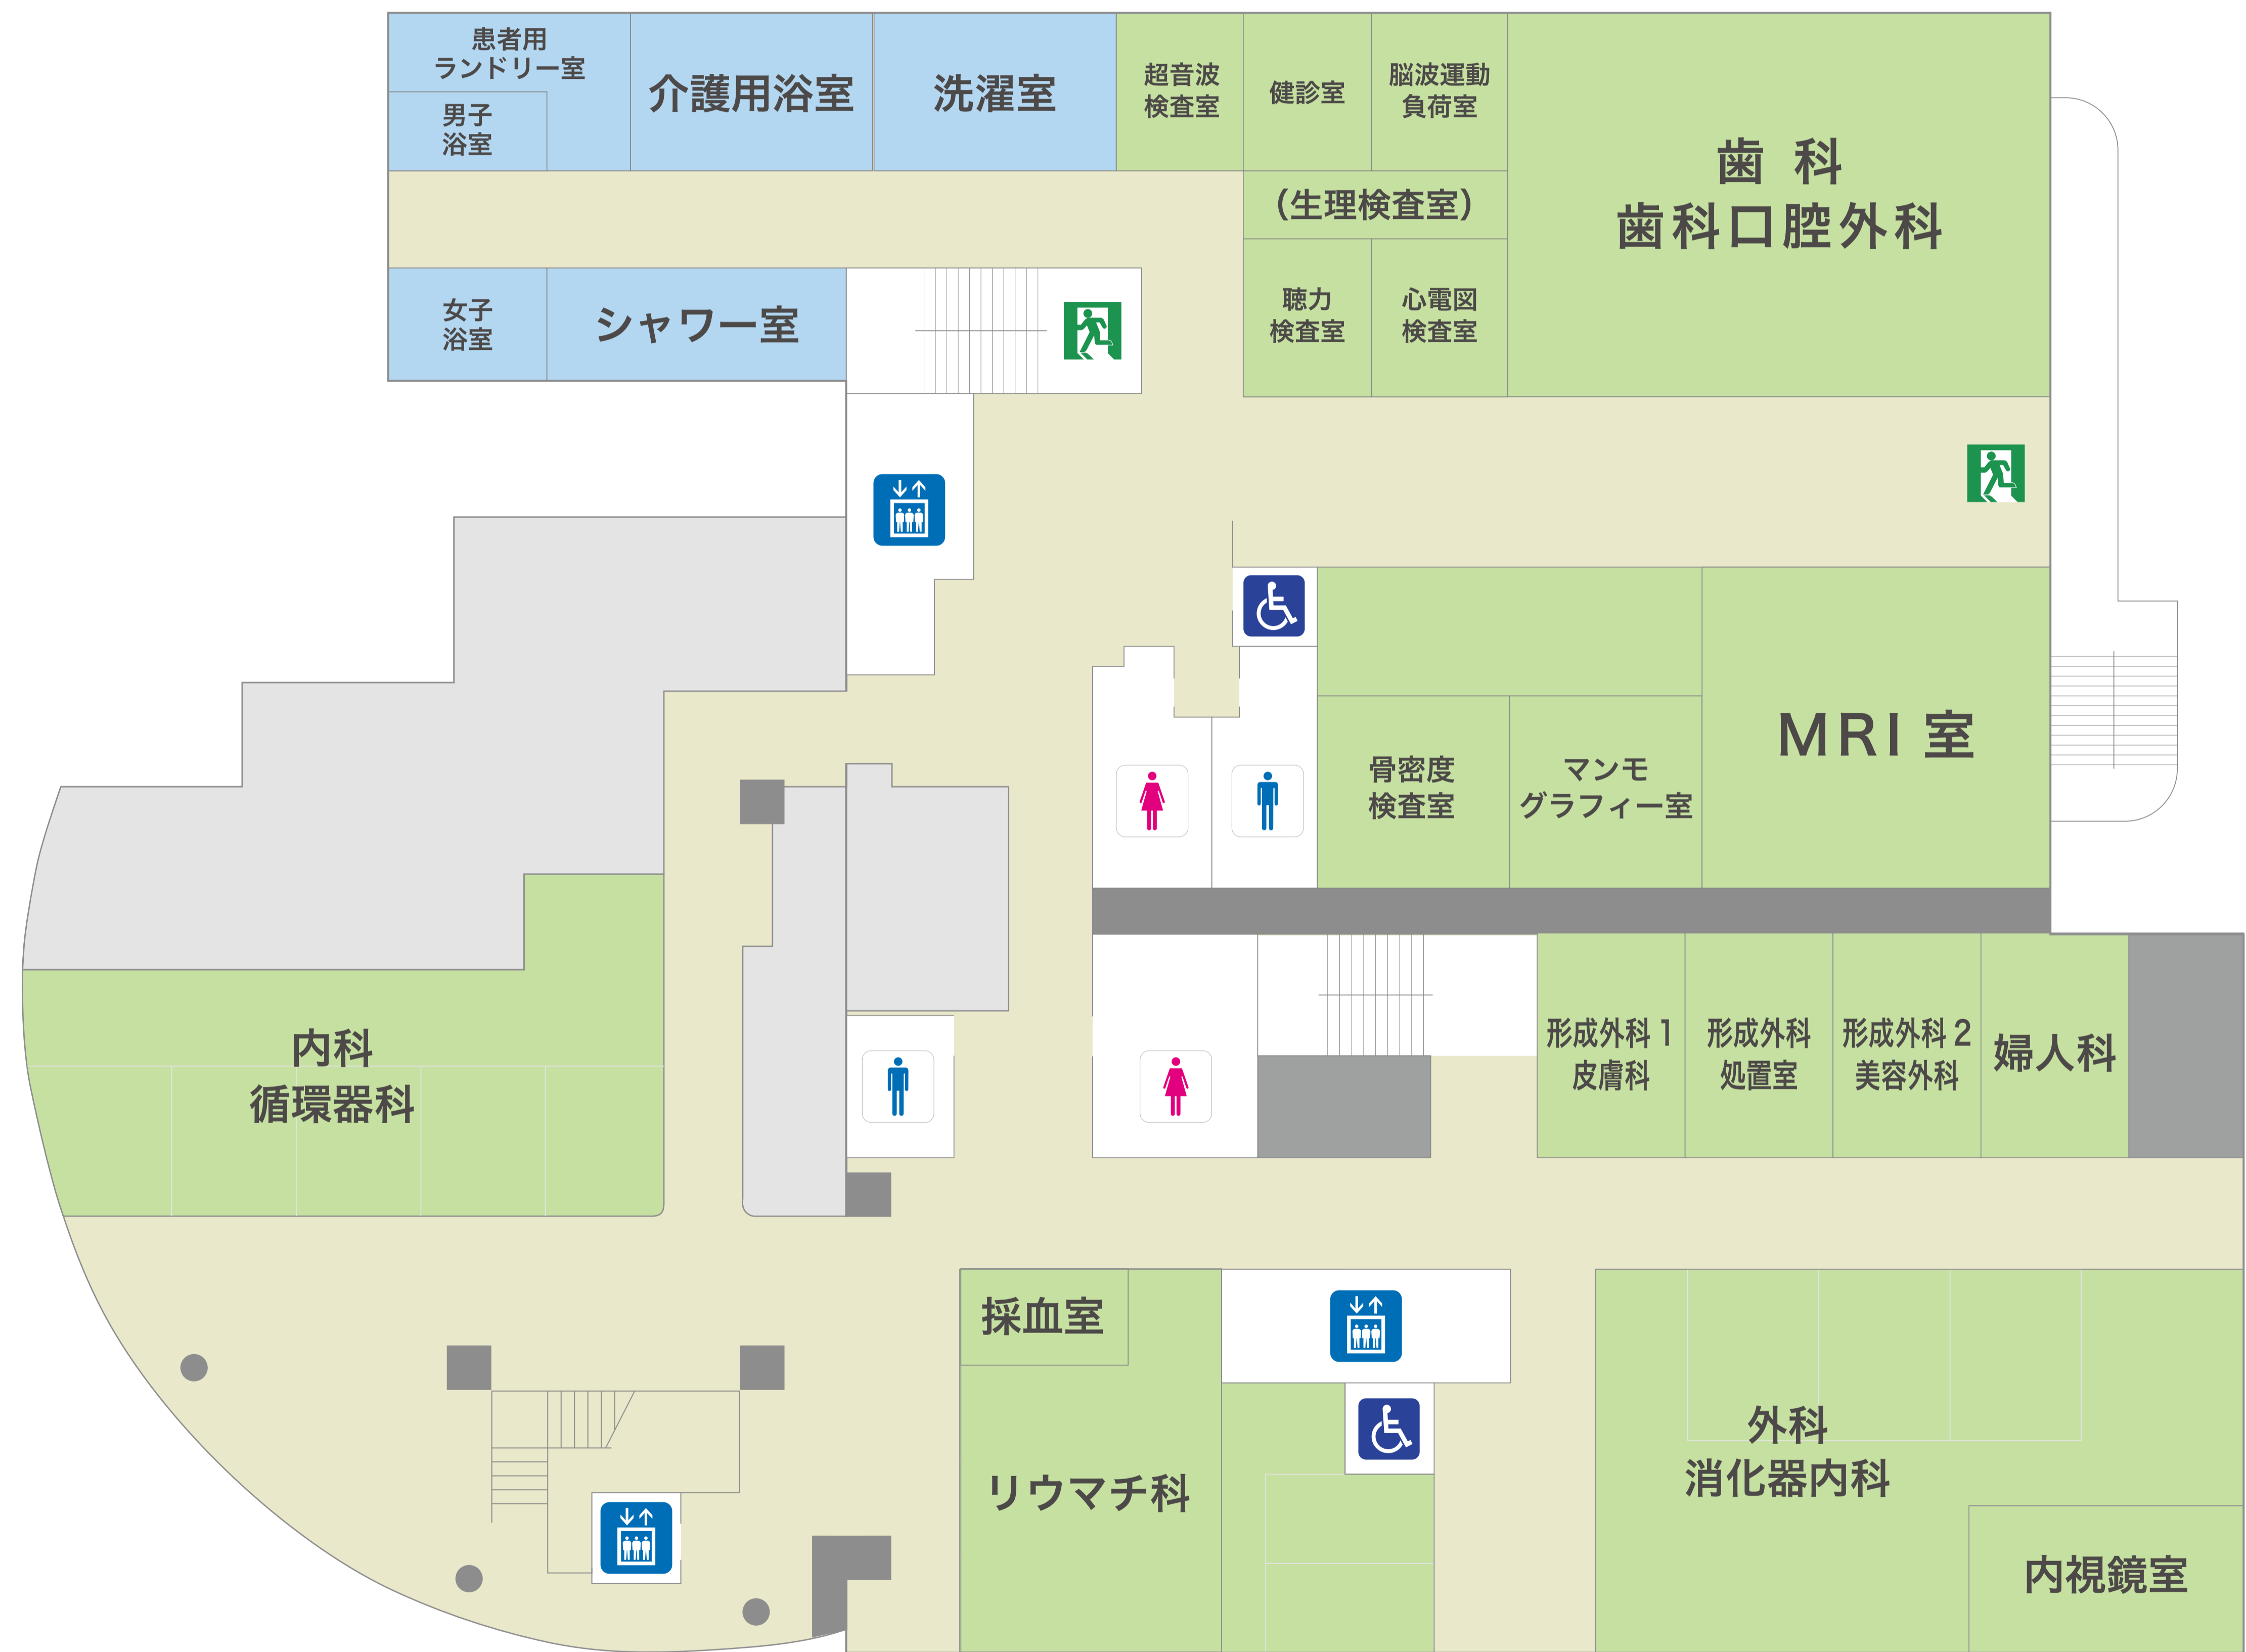 患者用
ランドリー室
男子
浴室
介護用浴室
洗濯室
超音波
検査室
健診室
脳波運動
負荷室
歯 科
歯科口腔外科
(生理検査室)
聴力
検査室
心電図
検査室
女子
浴室
シャワー室
骨密度
検査室
マンモ
グラフィー室
MRI 室
内科
循環器科
形成外科1
皮膚科
形成外科
処置室
形成外科2
美容外科
婦人科
採血室
リウマチ科
外科
消化器内科
内視鏡室